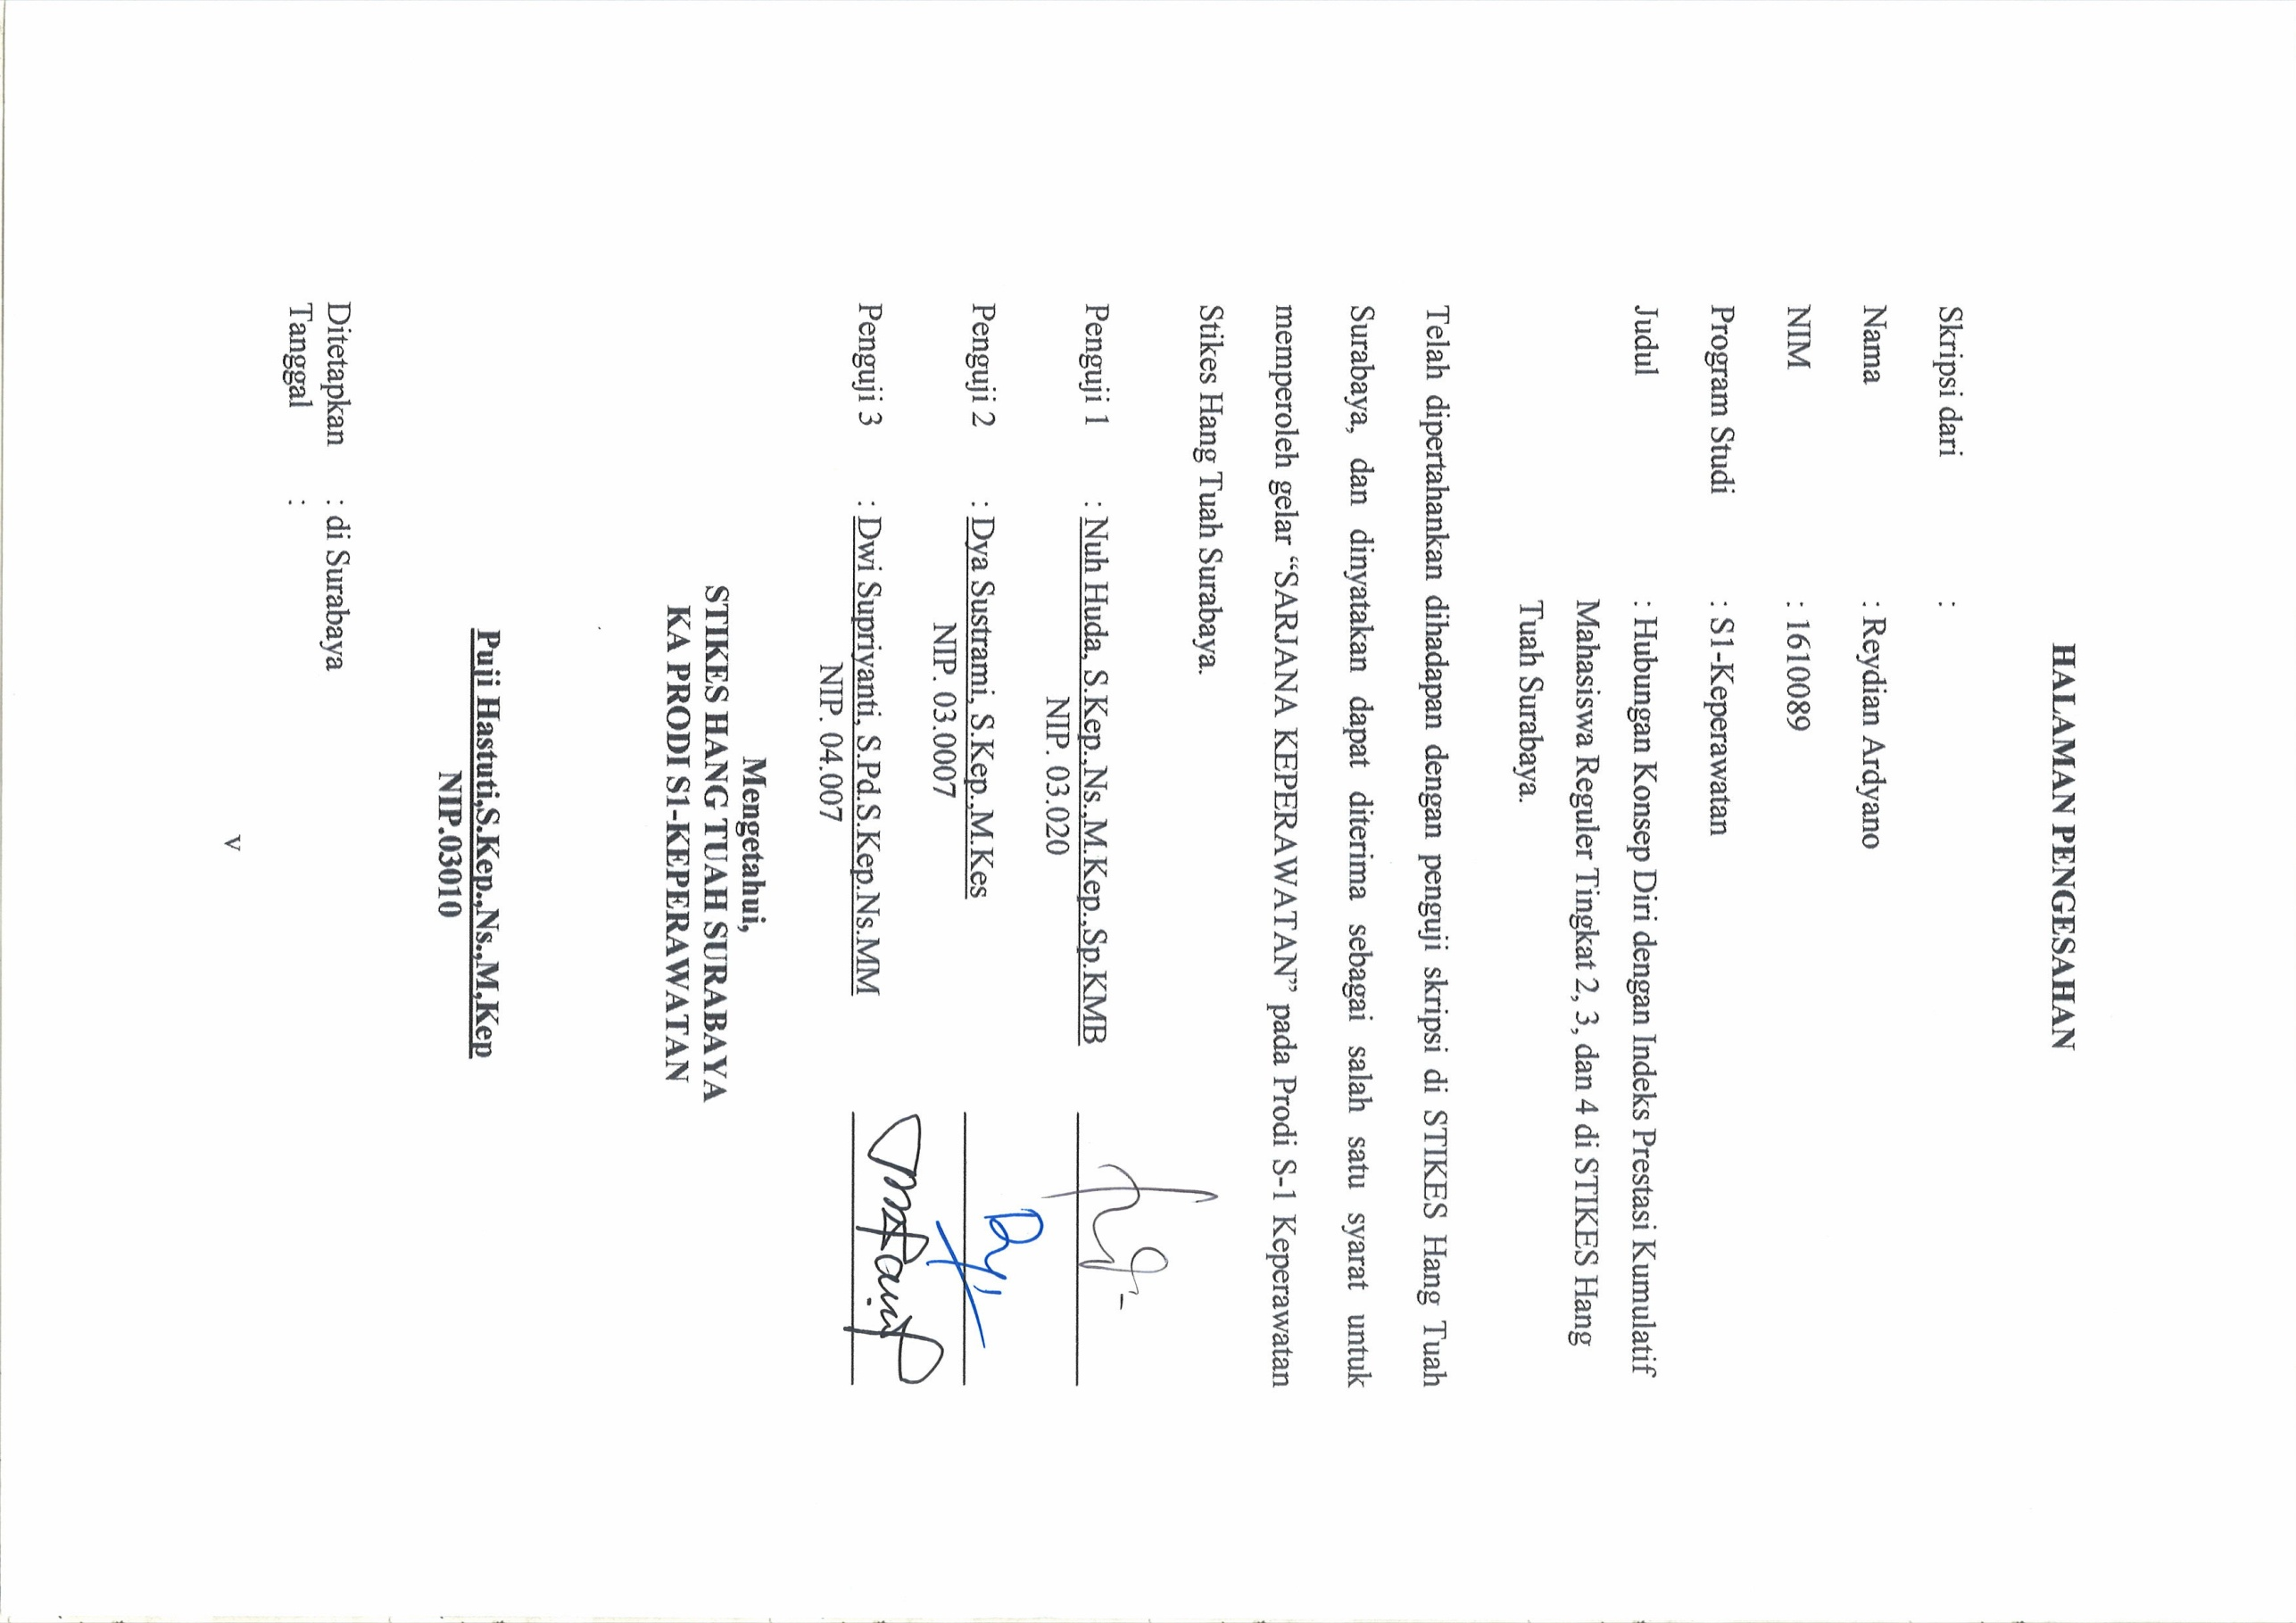 HALAMAN PENGESAHAN
Skripsi dari :
Nama : Reydian Ardyano
NIM : 1610089
Program Studi : S1-Keperawatan
Judul : Hubungan Konsep Diri dengan Indeks Prestasi Kumulatif
Mahasiswa Reguler Tingkat 2, 3, dan 4 di STIKES Hang
Tuah Surabaya.
Telah dipertahankan dihadapan dengan penguji skripsi di STIKES Hang Tuah
Surabaya, dan dinyatakan dapat diterima sebagai salah satu syarat untuk
memperoleh gelar “SARJANA KEPERAWATAN” pada Prodi S-1 Keperawatan
Stikes Hang Tuah Surabaya.
Penguji 1 : Nuh Huda, S.Kep.,Ns.,M.Kep.,Sp.KMB
NIP. 03.020
Penguji 2 : Dya Sustrami, S.Kep.,M.Kes
NIP. 03.0007
Penguji 3 : Dwi Supriyanti, S.Pd.S.Kep.Ns.MM
NIP. 04.007
Mengetahui,
STIKES HANG TUAH SURABAYA
KA PRODI S1-KEPERAWATAN
Puji Hastuti,S.Kep.,Ns.,M,Kep
NIP.03010
Ditetapkan : di Surabaya
Tanggal :
v